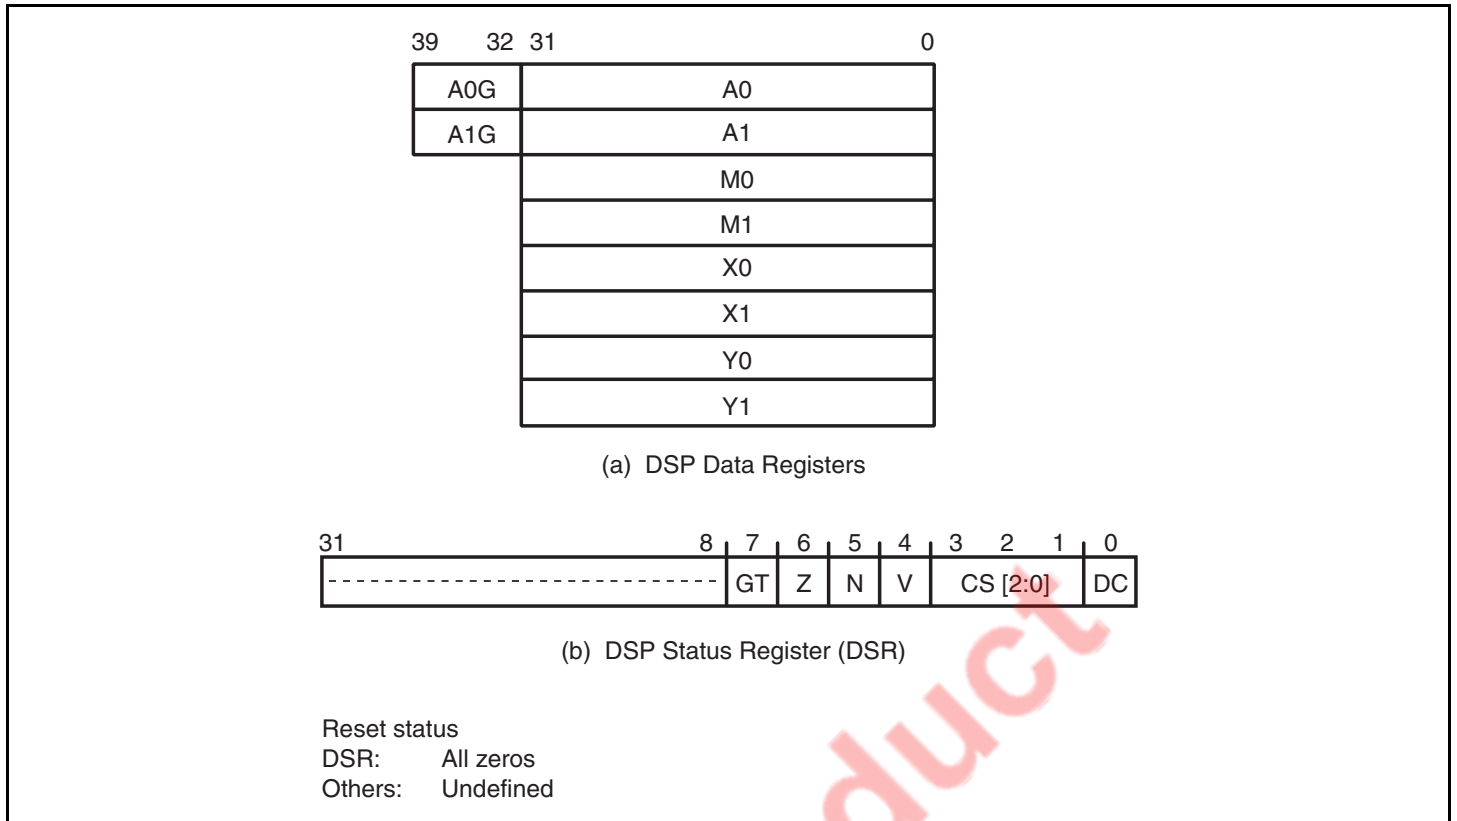 39 32 31 0
A0G A0
A1G A1
M0
M1
X0
X1
Y0
Y1
(a) DSP Data Registers
31 8 7 6 5 4 3 2 1 0
GT Z N V CS [2:0] DC
(b) DSP Status Register (DSR)
Reset status
DSR: All zeros
Others: Undefined
duct